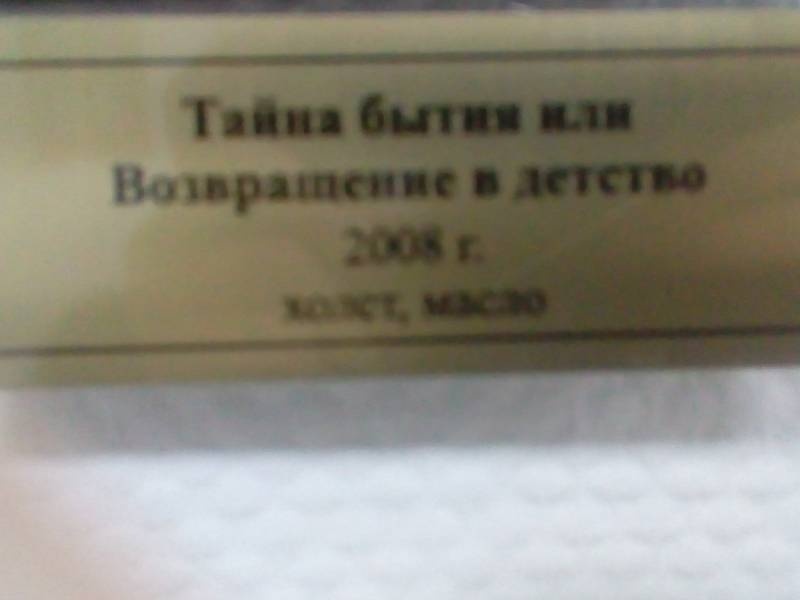 Тайна бытия или
Возвращение в детство
2008 г.
холст, масло